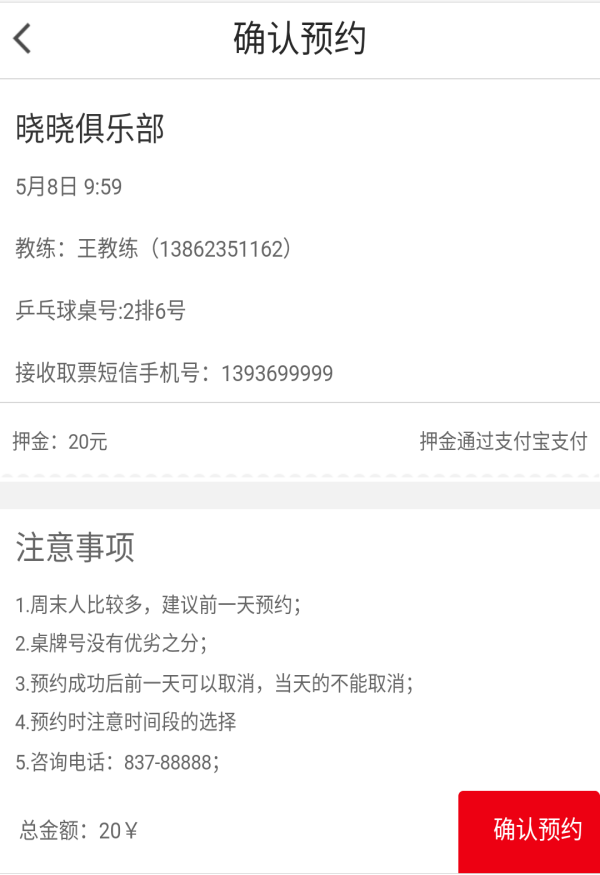 确认预约
晓晓俱乐部
5月8日 9:59
教练：王教练（13862351162）
乒乓球桌号:2排6号
接收取票短信手机号：1393699999
押金：20元 押金通过支付宝支付
注意事项
1.周末人比较多，建议前一天预约；
2.桌牌号没有优劣之分；
3.预约成功后前一天可以取消，当天的不能取消；
4.预约时注意时间段的选择
5.咨询电话：837-88888；
总金额：20￥ 确认预约